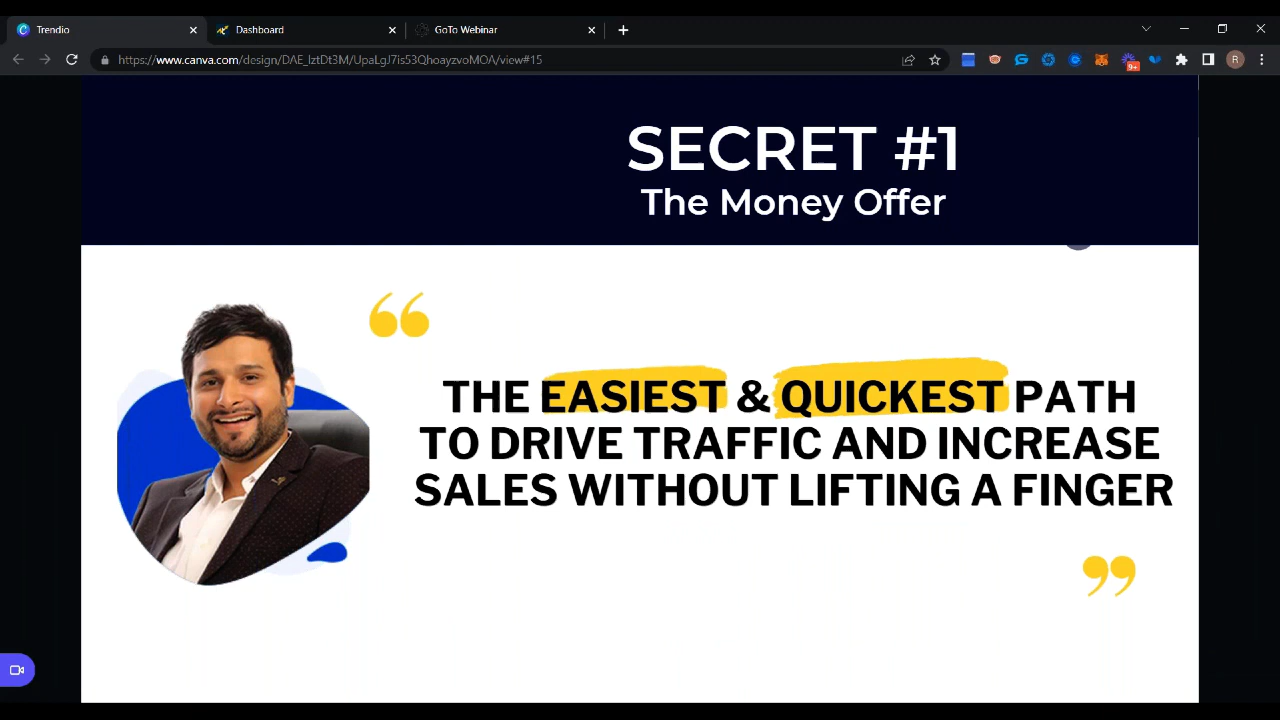 Trendio
Dashboard
GoTo Webinar
https://www.canva.com/design/DAE_lztDt3M/UpaLgJ7is53QhoayzvoMOA/view#15
9+
R
SECRET #1
The Money Offer
THE EASIEST & QUICKEST PATH
TO DRIVE TRAFFIC AND INCREASE
SALES WITHOUT LIFTING A FINGER